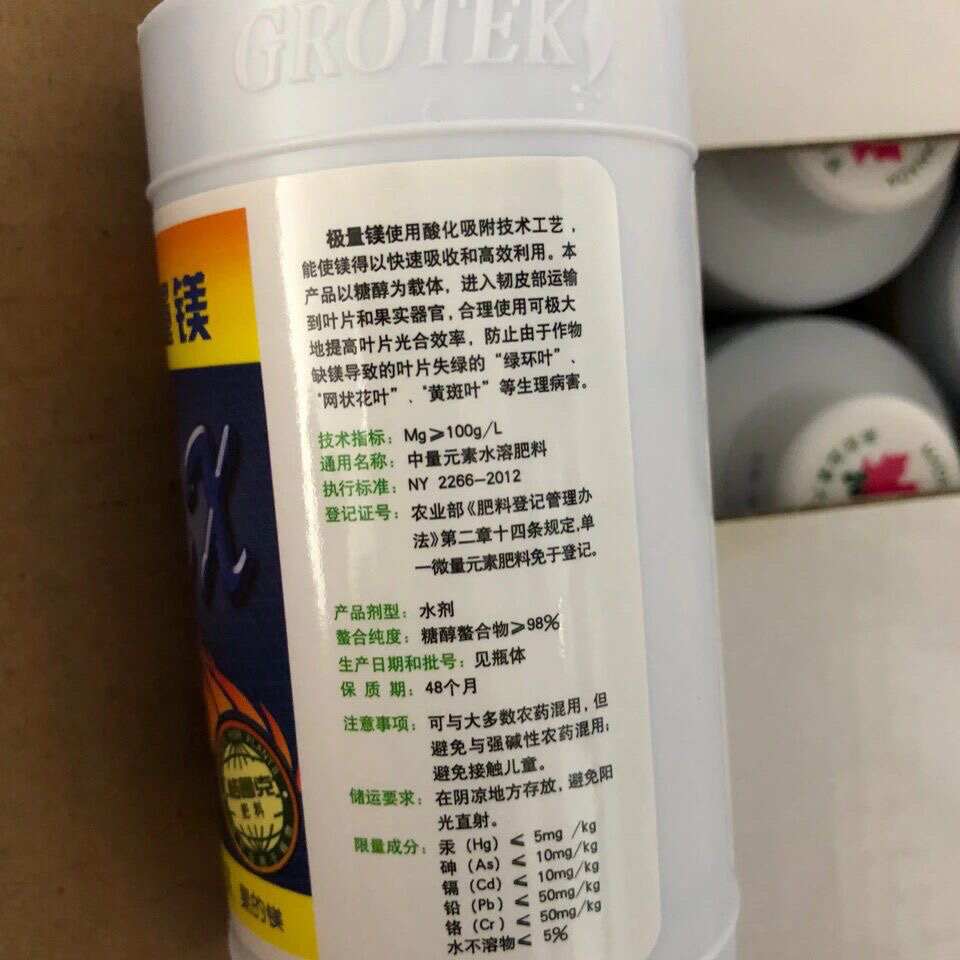 GROTEK
镁
极量镁使用酸化吸附技术工艺,
能使镁得以快速吸收和高效利用。本
产品以糖醇为载体,进入韧皮部运输
到叶片和果实器官,合理使用可极大
地提高叶片光合效率,防止由于作物
缺镁导致的叶片失绿的“绿环叶”、
“网状花叶”、“黄斑叶”等生理病害。
技术指标: Mg≥100g/L
通用名称: 中量元素水溶肥料
执行标准: NY 2266-2012
登记证号: 农业部《肥料登记管理办
法》第二章十四条规定,单
一微量元素肥料免于登记。
产品剂型: 水剂
螯合纯度: 糖醇螯合物≥98%
生产日期和批号: 见瓶体
保 质 期: 48个月
注意事项: 可与大多数农药混用,但
避免与强碱性农药混用;
避免接触儿童。
储运要求: 在阴凉地方存放,避免阳
光直射。
限量成分: 汞 (Hg) ≤ 5mg /kg
砷 (As) ≤ 10mg/kg
镉 (Cd) ≤ 10mg/kg
铅 (Pb) ≤ 50mg/kg
铬 (Cr) ≤ 50mg/kg
水不溶物≤ 5%
肥料
的镁